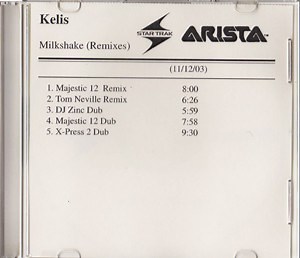 Kelis
Milkshake (Remixes)
STAR TRAK
ARISTA™
(11/12/03)
1. Majestic 12 Remix 8:00
2. Tom Neville Remix 6:26
3. DJ Zinc Dub 5:59
4. Majestic 12 Dub 7:58
5. X-Press 2 Dub 9:30